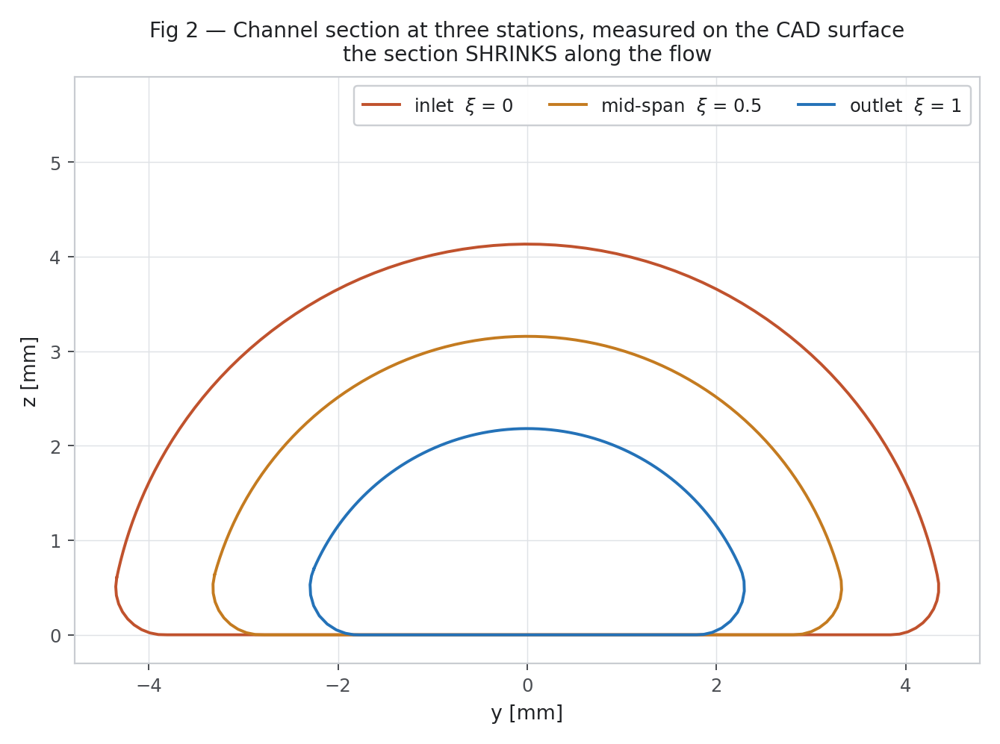 Fig 2 — Channel section at three stations, measured on the CAD surface
the section SHRINKS along the flow
inlet ξ = 0 mid-span ξ = 0.5 outlet ξ = 1
5
4
3
2
1
0
z [mm]
−4 −2 0 2 4
y [mm]